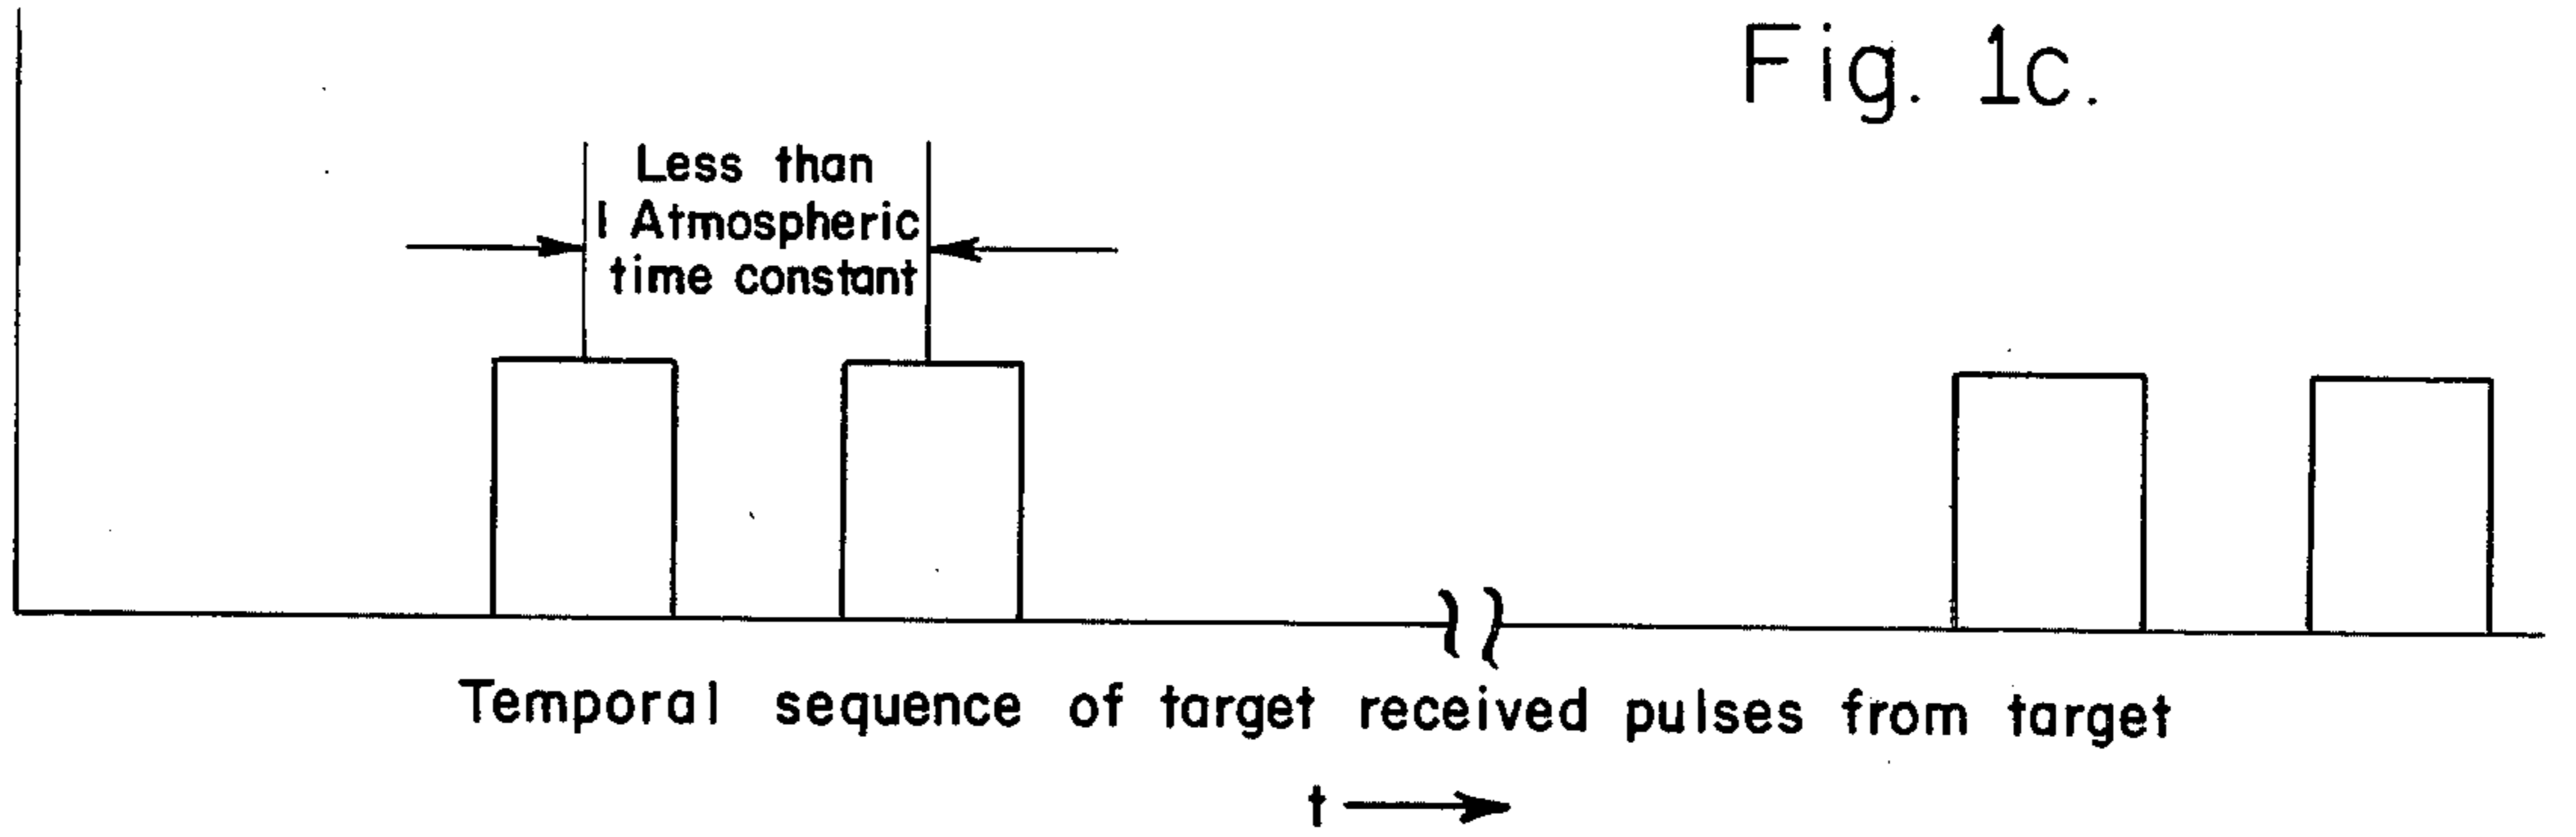 Fig. 1c.
Less than
1 Atmospheric
time constant
Temporal sequence of target received pulses from target
t